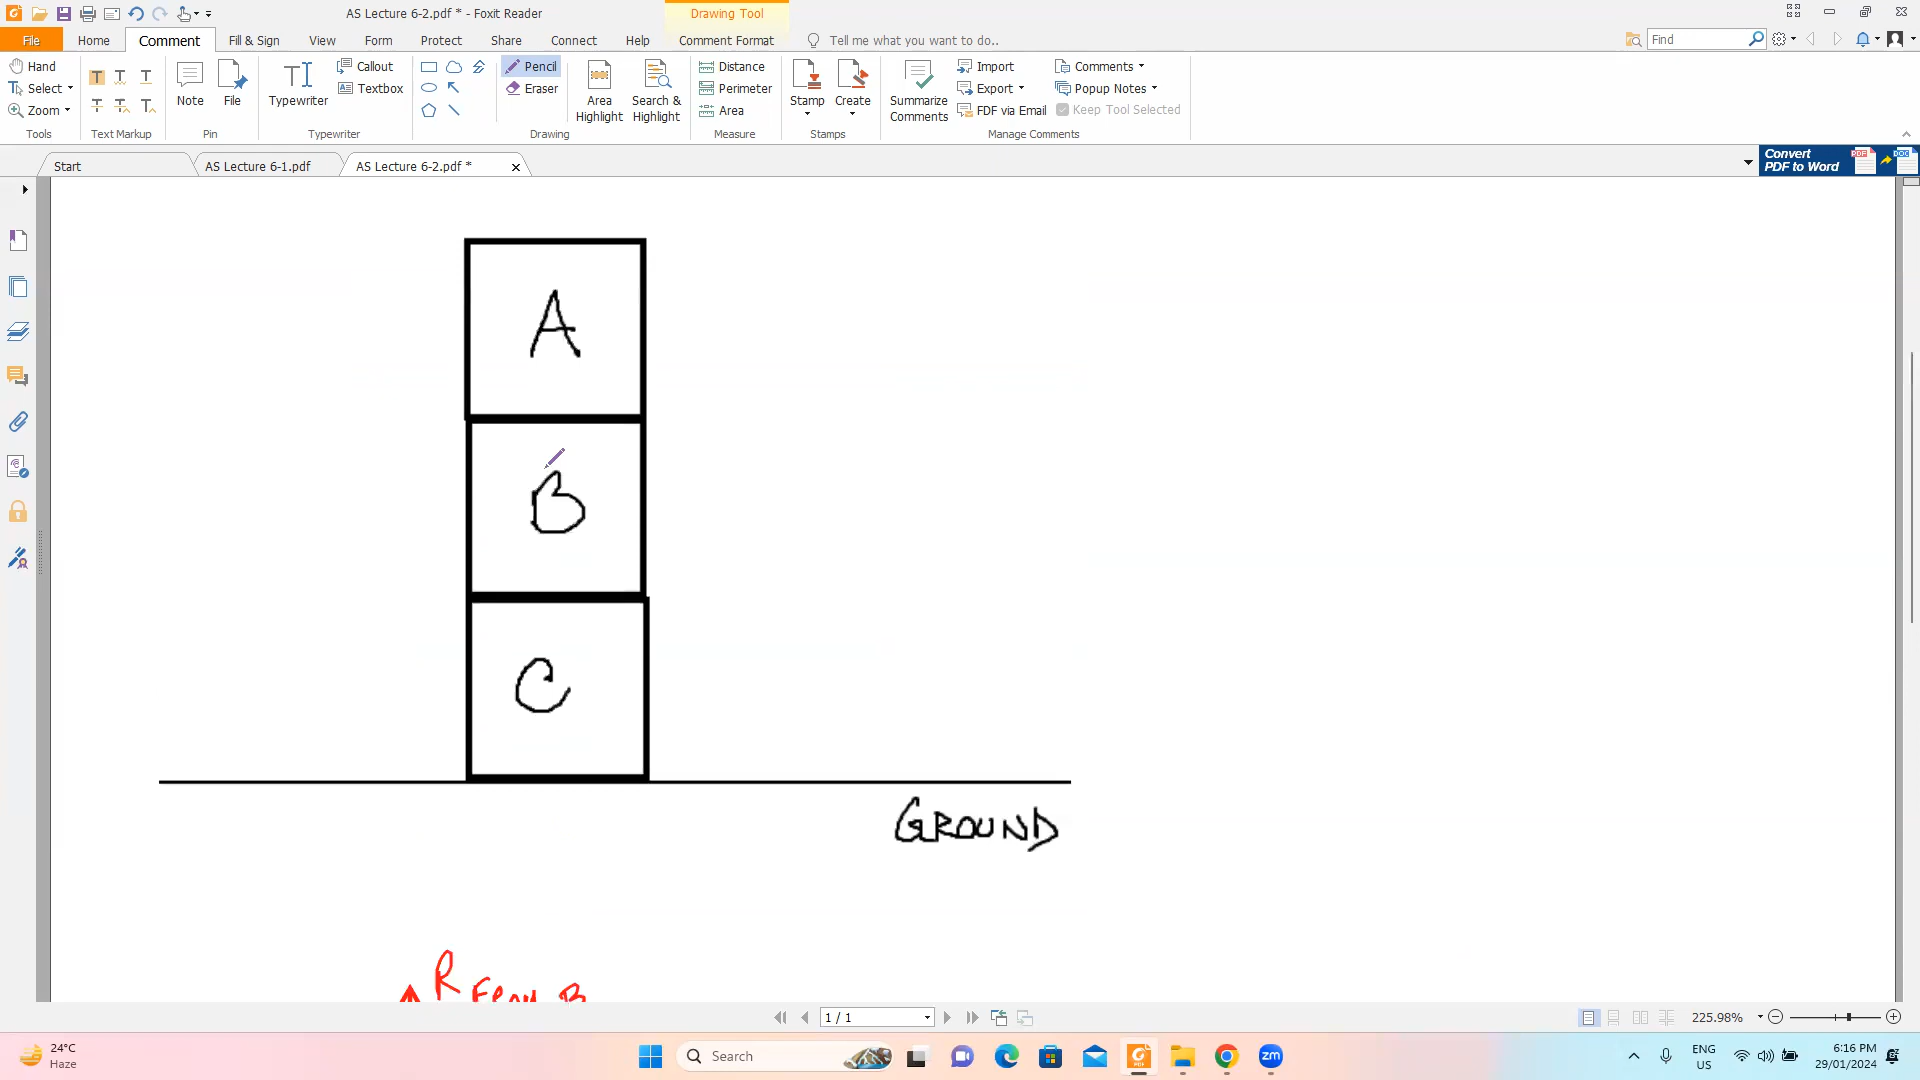 AS Lecture 6-2.pdf * - Foxit Reader
Drawing Tool
File
Home
Comment
Fill & Sign
View
Form
Protect
Share
Connect
Help
Comment Format
Tell me what you want to do..
Find
Hand
Select
Zoom
Tools
Text Markup
Note
File
Pin
Typewriter
Callout
Textbox
Typewriter
Pencil
Eraser
Area Highlight
Search & Highlight
Drawing
Distance
Perimeter
Area
Measure
Stamp
Create
Stamps
Summarize Comments
Import
Export
FDF via Email
Comments
Popup Notes
Keep Tool Selected
Manage Comments
Start
AS Lecture 6-1.pdf
AS Lecture 6-2.pdf *
Convert
PDF to Word
A
B
C
GROUND
R From B
1 / 1
225.98%
24°C
Haze
Search
zm
ENG
US
6:16 PM
29/01/2024